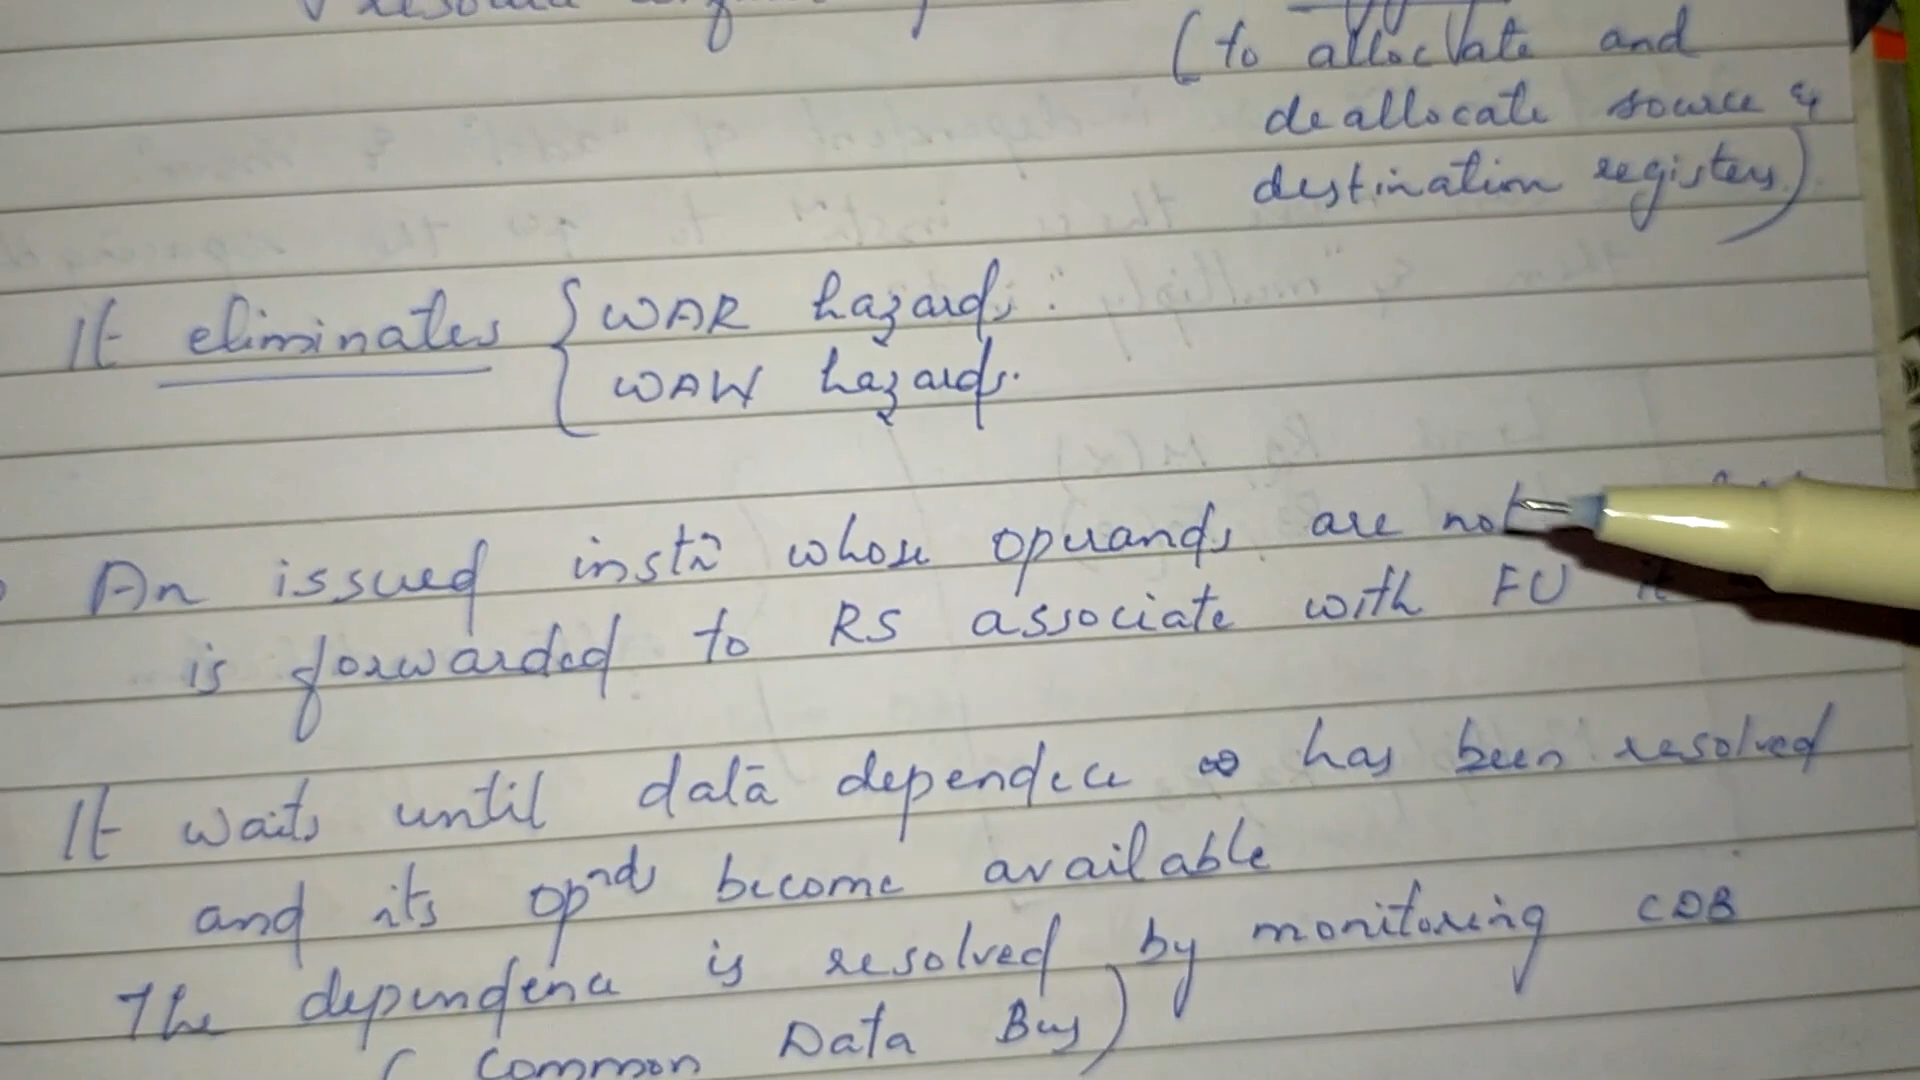 (to allocate and
deallocate source &
destination registers)
It eliminates { WAR hazards.
WAW hazards.
An issued instn whose operands are not
is forwarded to RS associate with FU
It waits until data dependece has been resolved
and its opnds become available
The dependence is resolved by monitoring CDB
( Common Data Bus)